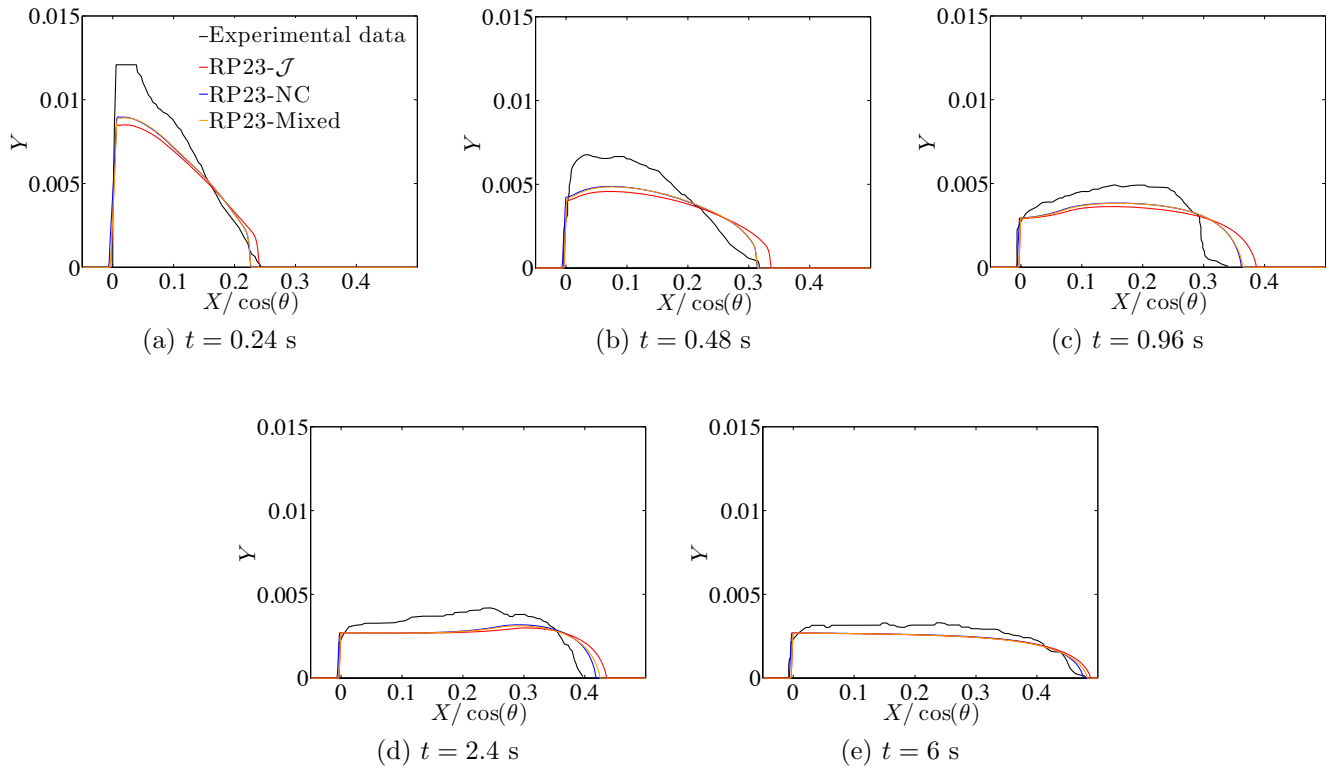 0.015
0.01
0.005
0
Y
Experimental data
RP23-𝒥
RP23-NC
RP23-Mixed
0 0.1 0.2 0.3 0.4
X/ cos(θ)
(a) t = 0.24 s
0.015
0.01
0.005
0
Y
0 0.1 0.2 0.3 0.4
X/ cos(θ)
(b) t = 0.48 s
0.015
0.01
0.005
0
Y
0 0.1 0.2 0.3 0.4
X/ cos(θ)
(c) t = 0.96 s
0.015
0.01
0.005
0
Y
0 0.1 0.2 0.3 0.4
X/ cos(θ)
(d) t = 2.4 s
0.015
0.01
0.005
0
Y
0 0.1 0.2 0.3 0.4
X/ cos(θ)
(e) t = 6 s